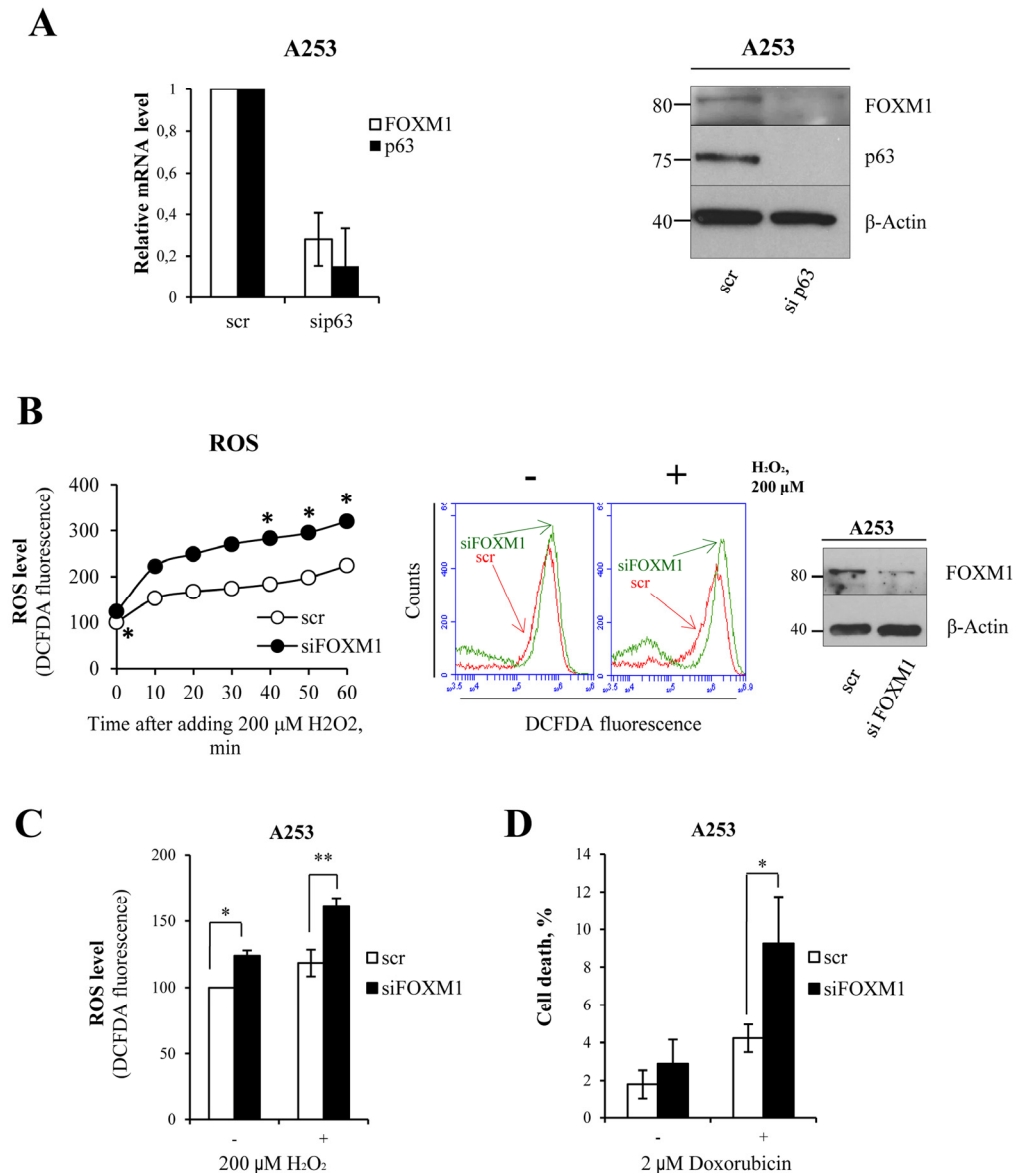 A
A253
Relative mRNA level
1
0,8
0,6
0,4
0,2
0
scr
sip63
FOXM1
p63
A253
80
75
40
FOXM1
p63
β-Actin
scr
si p63
B
ROS
ROS level
(DCFDA fluorescence)
400
300
200
100
0
*
*
*
*
scr
siFOXM1
0 10 20 30 40 50 60
Time after adding 200 µM H2O2,
min
-
+
H₂O₂,
200 µM
Counts
600
400
200
0
siFOXM1
scr
siFOXM1
scr
DCFDA fluorescence
A253
80
40
FOXM1
β-Actin
scr
si FOXM1
C
A253
ROS level
(DCFDA fluorescence)
200
150
100
50
0
*
**
scr
siFOXM1
- +
200 µM H₂O₂
D
A253
Cell death, %
14
12
10
8
6
4
2
0
*
scr
siFOXM1
- +
2 µM Doxorubicin